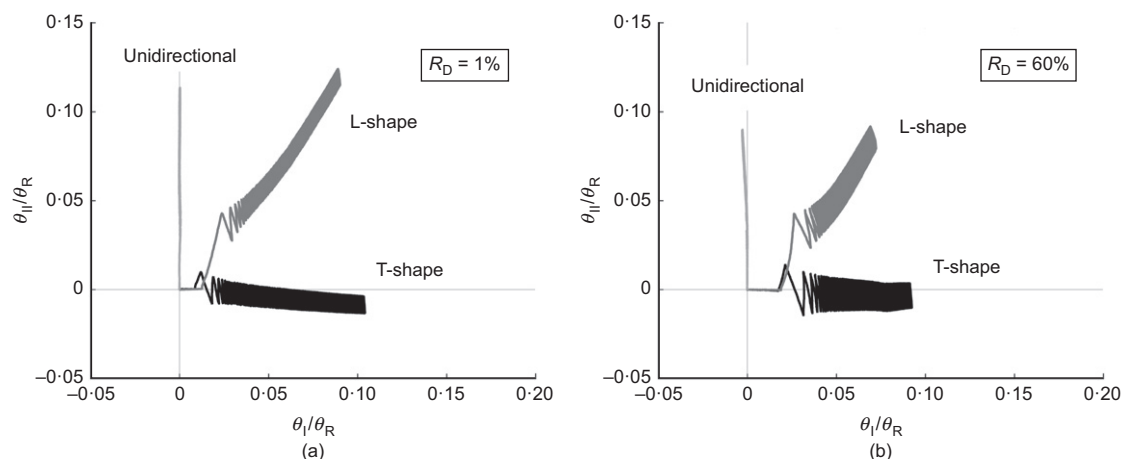 0·15
Unidirectional
R_D = 1%
0·10
L-shape
θ_II/θ_R
0·05
T-shape
0
–0·05
–0·05 0 0·05 0·10 0·15 0·20
θ_I/θ_R
(a)
0·15
R_D = 60%
Unidirectional
0·10
L-shape
θ_II/θ_R
0·05
T-shape
0
–0·05
–0·05 0 0·05 0·10 0·15 0·20
θ_I/θ_R
(b)